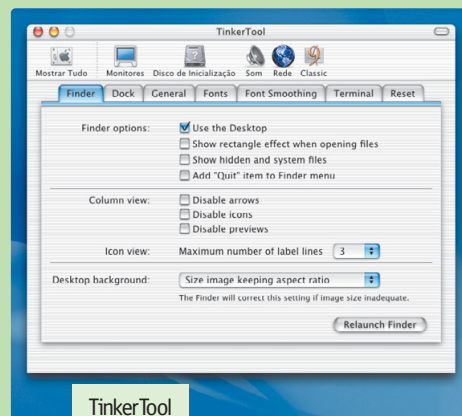 TinkerTool
Mostrar Tudo Monitores Disco de Inicialização Som Rede Classic
Finder Dock General Fonts Font Smoothing Terminal Reset
Finder options: Use the Desktop
Show rectangle effect when opening files
Show hidden and system files
Add "Quit" item to Finder menu
Column view: Disable arrows
Disable icons
Disable previews
Icon view: Maximum number of label lines 3
Desktop background: Size image keeping aspect ratio
The Finder will correct this setting if image size inadequate.
Relaunch Finder
TinkerTool